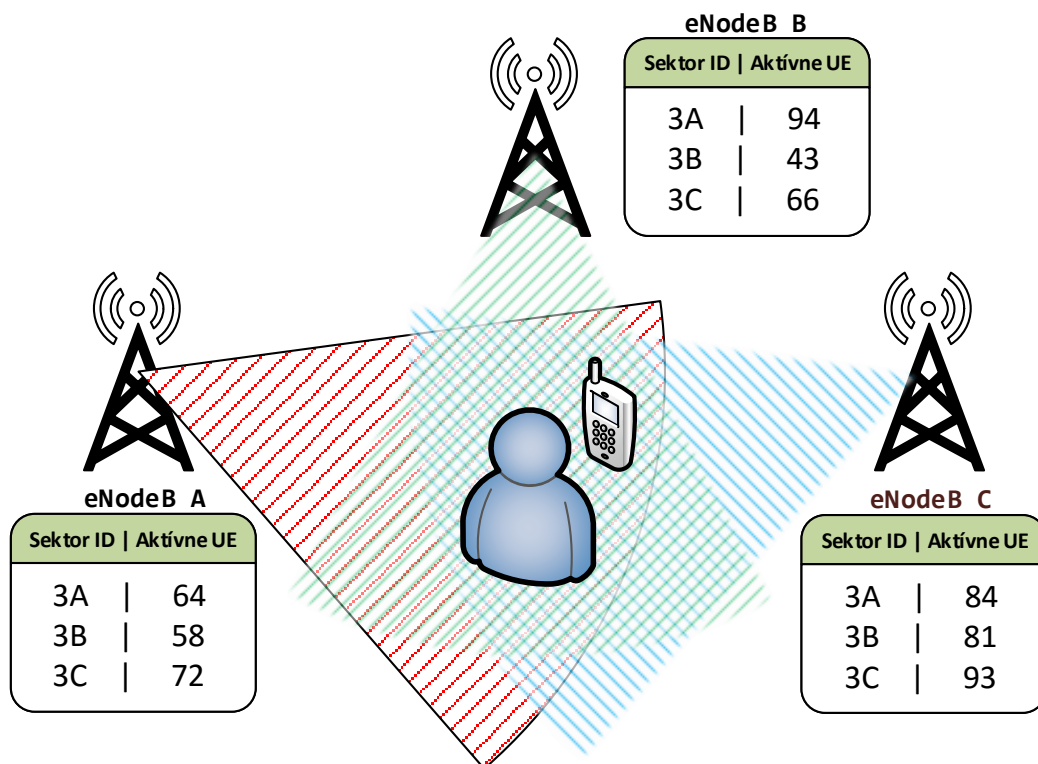 eNodeB B
Sektor ID | Aktívne UE
3A | 94
3B | 43
3C | 66
eNodeB A
Sektor ID | Aktívne UE
3A | 64
3B | 58
3C | 72
eNodeB C
Sektor ID | Aktívne UE
3A | 84
3B | 81
3C | 93